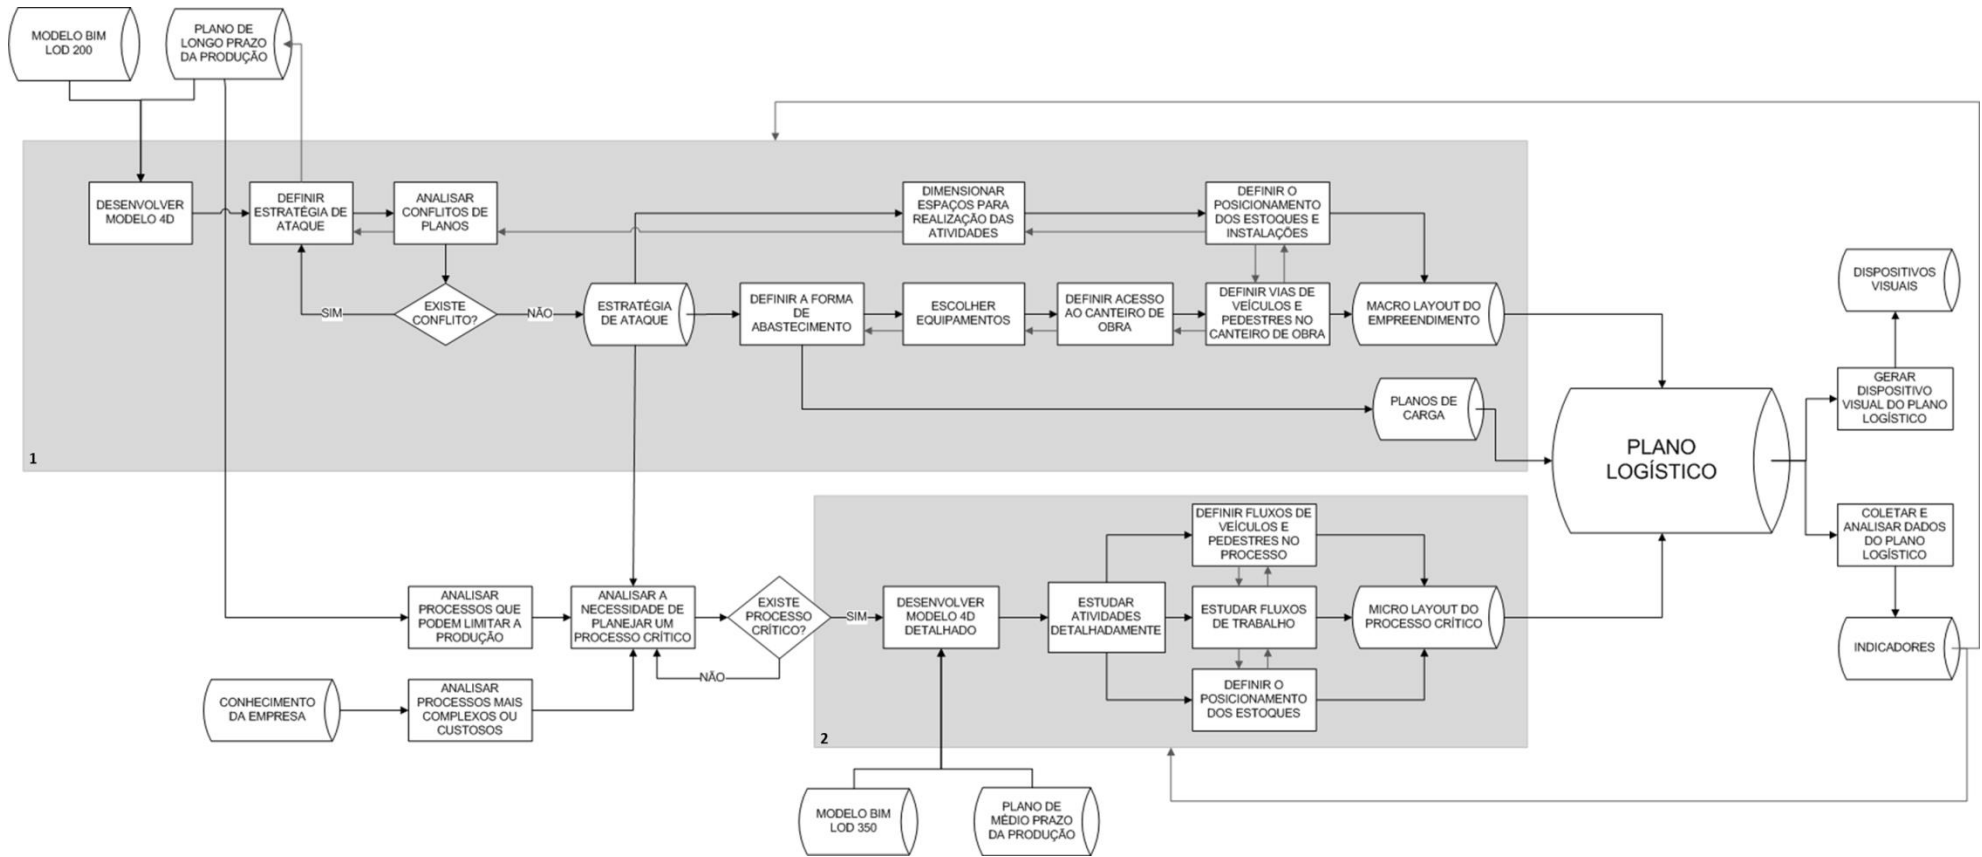 MODELO BIM
LOD 200
PLANO DE
LONGO PRAZO
DA PRODUÇÃO
DESENVOLVER
MODELO 4D
DEFINIR
ESTRATÉGIA DE
ATAQUE
ANALISAR
CONFLITOS DE
PLANOS
DIMENSIONAR
ESPAÇOS PARA
REALIZAÇÃO DAS
ATIVIDADES
DEFINIR O
POSICIONAMENTO
DOS ESTOQUES E
INSTALAÇÕES
SIM
EXISTE
CONFLITO?
NÃO
ESTRATÉGIA
DE ATAQUE
DEFINIR A FORMA
DE
ABASTECIMENTO
ESCOLHER
EQUIPAMENTOS
DEFINIR ACESSO
AO CANTEIRO DE
OBRA
DEFINIR VIAS DE
VEÍCULOS E
PEDESTRES NO
CANTEIRO DE OBRA
MACRO LAYOUT DO
EMPREENDIMENTO
PLANOS DE
CARGA
1
PLANO
LOGÍSTICO
DISPOSITIVOS
VISUAIS
GERAR
DISPOSITIVO
VISUAL DO PLANO
LOGÍSTICO
COLETAR E
ANALISAR DADOS
DO PLANO
LOGÍSTICO
INDICADORES
ANALISAR
PROCESSOS QUE
PODEM LIMITAR A
PRODUÇÃO
ANALISAR A
NECESSIDADE DE
PLANEJAR UM
PROCESSO CRÍTICO
EXISTE
PROCESSO
CRÍTICO?
SIM
NÃO
CONHECIMENTO
DA EMPRESA
ANALISAR
PROCESSOS MAIS
COMPLEXOS OU
CUSTOSOS
DESENVOLVER
MODELO 4D
DETALHADO
ESTUDAR
ATIVIDADES
DETALHADAMENTE
DEFINIR FLUXOS DE
VEÍCULOS E
PEDESTRES NO
PROCESSO
ESTUDAR FLUXOS
DE TRABALHO
DEFINIR O
POSICIONAMENTO
DOS ESTOQUES
MICRO LAYOUT DO
PROCESSO CRÍTICO
2
MODELO BIM
LOD 350
PLANO DE
MÉDIO PRAZO
DA PRODUÇÃO